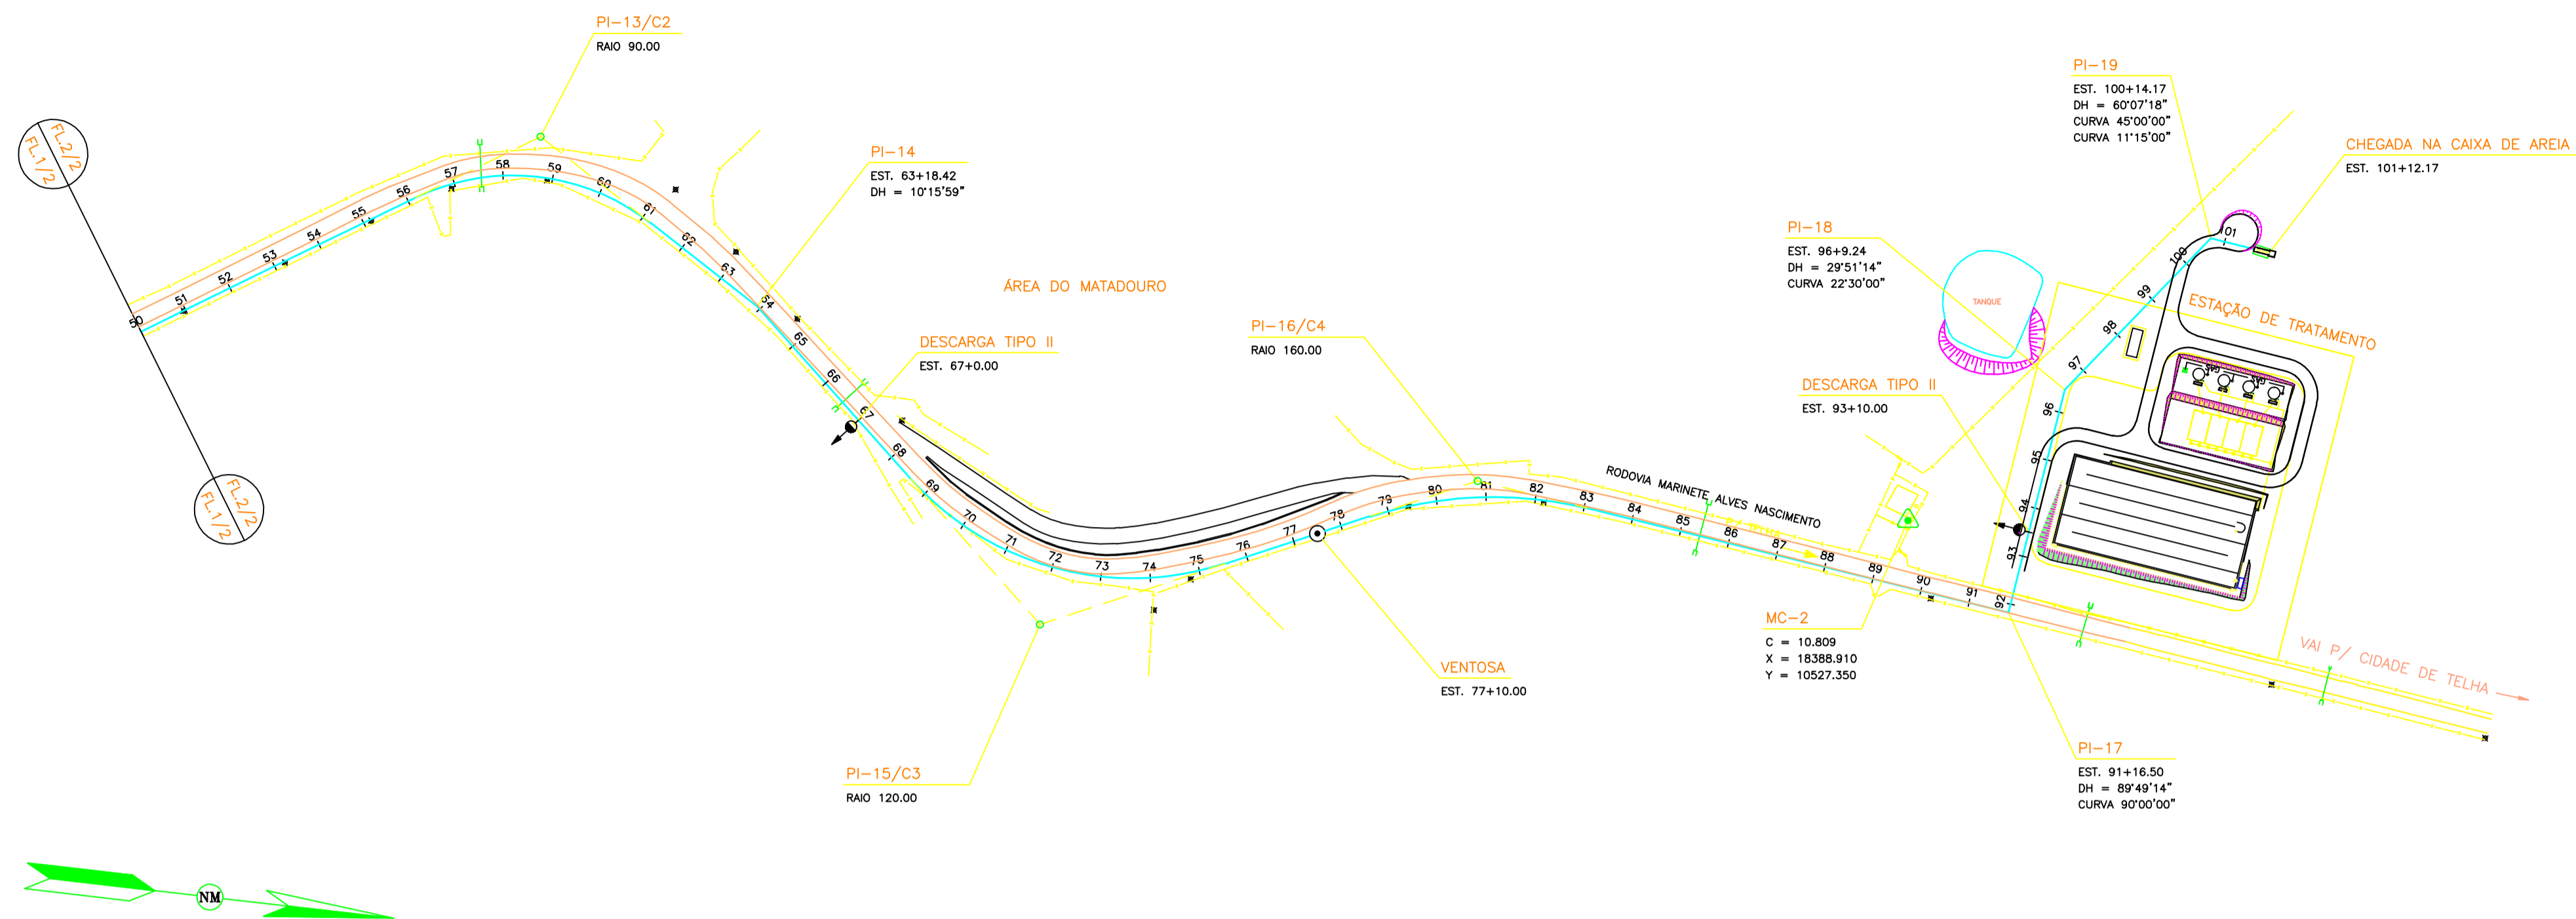 PI-13/C2
RAIO 90.00
PI-19
EST. 100+14.17
DH = 60°07'18"
CURVA 45°00'00"
CURVA 11°15'00"
CHEGADA NA CAIXA DE AREIA
EST. 101+12.17
FL.2/2
FL.1/2
PI-14
EST. 63+18.42
DH = 10°15'59"
PI-18
EST. 96+9.24
DH = 29°51'14"
CURVA 22°30'00"
ÁREA DO MATADOURO
TANQUE
ESTAÇÃO DE TRATAMENTO
PI-16/C4
RAIO 160.00
DESCARGA TIPO II
EST. 67+0.00
DESCARGA TIPO II
EST. 93+10.00
FL.2/2
FL.1/2
50
51
52
53
54
55
56
57
58
59
60
61
62
63
64
65
66
67
68
69
70
71
72
73
74
75
76
77
78
79
80
81
82
83
84
85
86
87
88
89
90
91
92
93
94
95
96
97
98
99
100
101
RODOVIA MARINETE ALVES NASCIMENTO
MC-2
C = 10.809
X = 18388.910
Y = 10527.350
VENTOSA
EST. 77+10.00
VAI P/ CIDADE DE TELHA
PI-15/C3
RAIO 120.00
PI-17
EST. 91+16.50
DH = 89°49'14"
CURVA 90°00'00"
NM